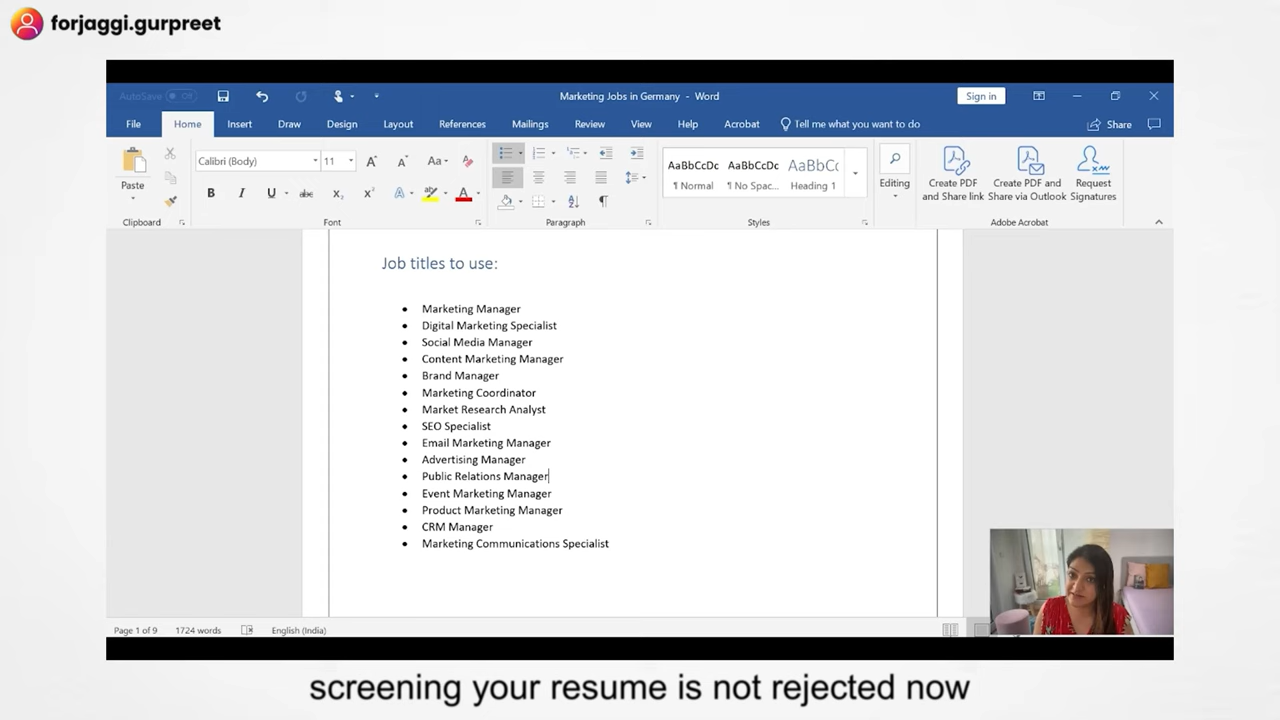 forjaggi.gurpreet
AutoSave Off
Marketing Jobs in Germany - Word
Sign in
File Home Insert Draw Design Layout References Mailings Review View Help Acrobat Tell me what you want to do Share
Paste
Clipboard
Calibri (Body) 11
Font
Paragraph
AaBbCcDc AaBbCcDc AaBbCc
¶ Normal ¶ No Spac... Heading 1
Styles
Editing
Create PDF and Share link
Create PDF and Share via Outlook
Request Signatures
Adobe Acrobat
Job titles to use:
• Marketing Manager
• Digital Marketing Specialist
• Social Media Manager
• Content Marketing Manager
• Brand Manager
• Marketing Coordinator
• Market Research Analyst
• SEO Specialist
• Email Marketing Manager
• Advertising Manager
• Public Relations Manager
• Event Marketing Manager
• Product Marketing Manager
• CRM Manager
• Marketing Communications Specialist
Page 1 of 9 1724 words English (India)
screening your resume is not rejected now